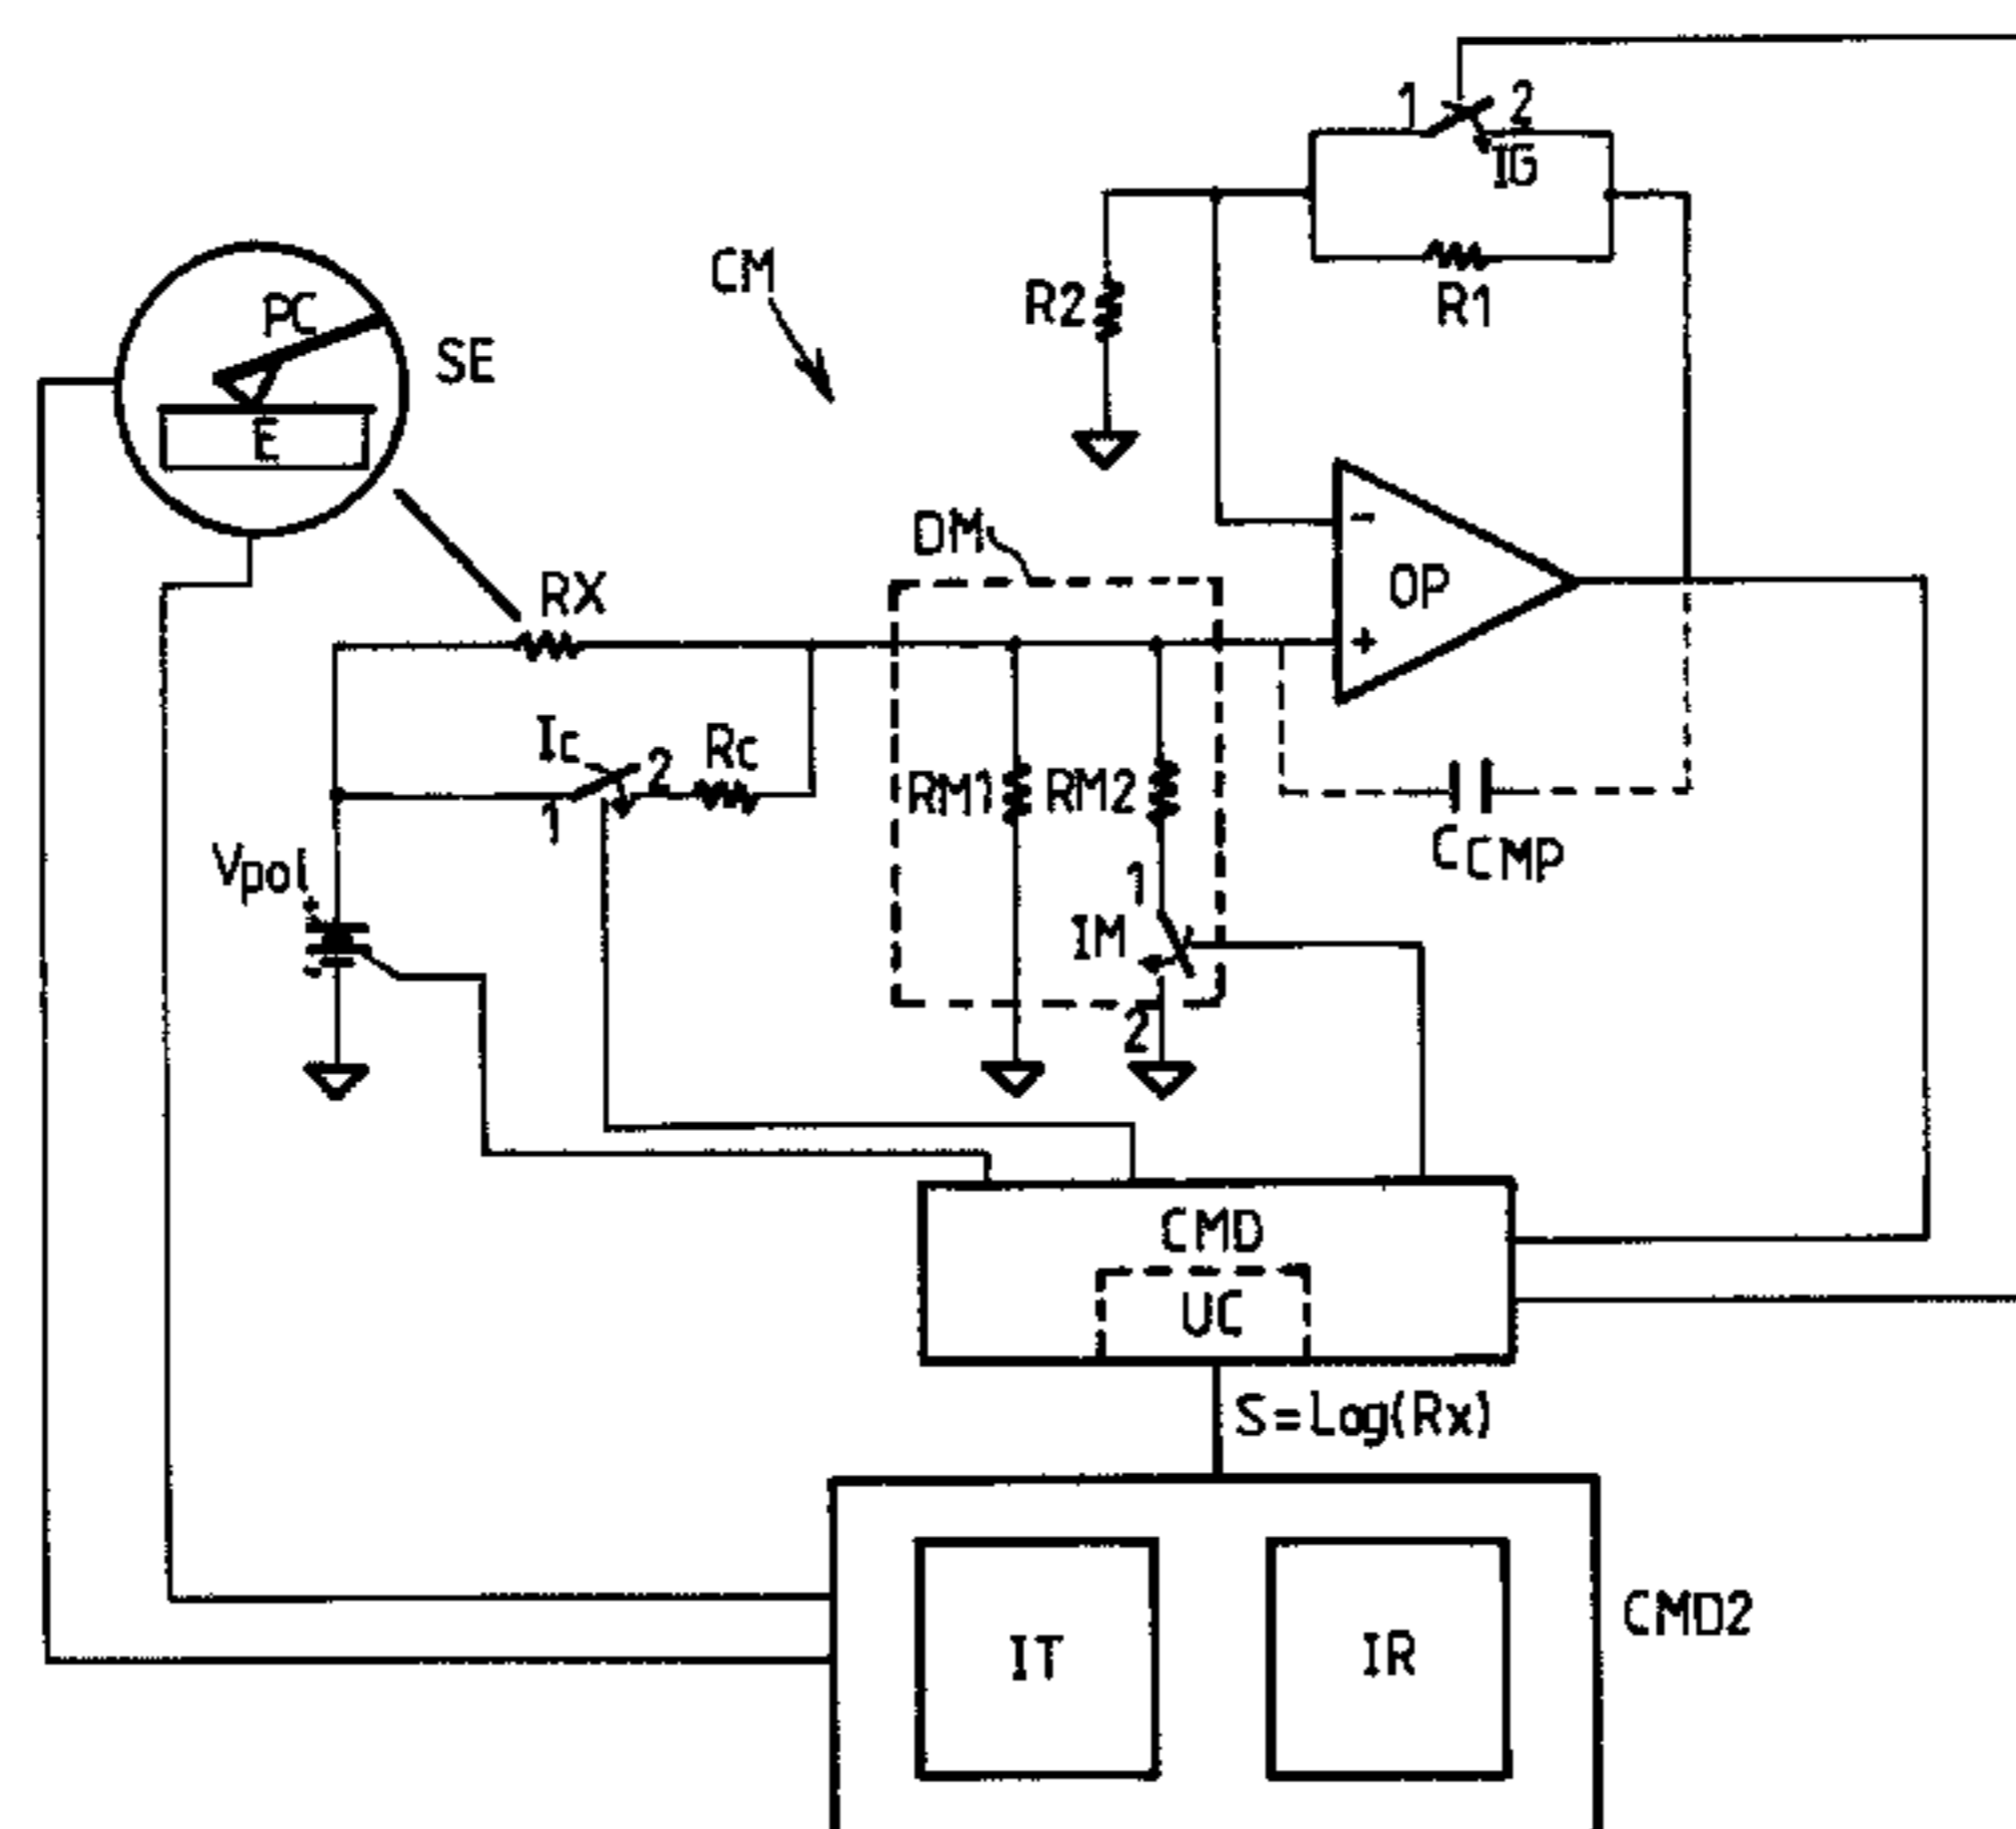 1 2
IG
CM
R2
R1
PC
SE
E
DM
OP
-
+
RX
Ic
2
Rc
1
RM1
RM2
CCMP
Vpol
+
-
1
IM
2
CMD
UC
S=Log(Rx)
CMD2
IT
IR